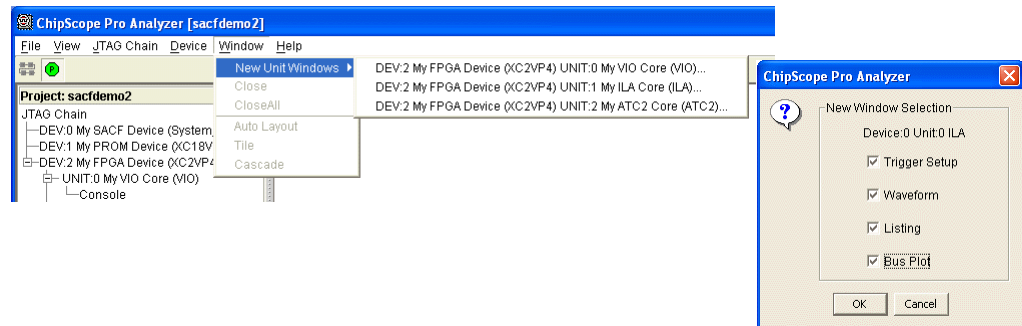 ChipScope Pro Analyzer [sacfdemo2]
File View JTAG Chain Device Window Help
New Unit Windows
Close
CloseAll
Auto Layout
Tile
Cascade
DEV:2 My FPGA Device (XC2VP4) UNIT:0 My VIO Core (VIO)...
DEV:2 My FPGA Device (XC2VP4) UNIT:1 My ILA Core (ILA)...
DEV:2 My FPGA Device (XC2VP4) UNIT:2 My ATC2 Core (ATC2)...
Project: sacfdemo2
JTAG Chain
DEV:0 My SACF Device (System_
DEV:1 My PROM Device (XC18V
DEV:2 My FPGA Device (XC2VP4
UNIT:0 My VIO Core (VIO)
Console
ChipScope Pro Analyzer
New Window Selection
Device:0 Unit:0 ILA
Trigger Setup
Waveform
Listing
Bus Plot
OK Cancel